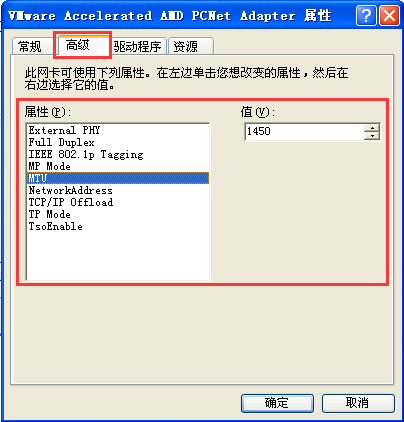 VMware Accelerated AMD PCNet Adapter 属性
常规 高级 驱动程序 资源
此网卡可使用下列属性。在左边单击您想改变的属性，然后在
右边选择它的值。
属性(P): 值(V):
External PHY 1450
Full Duplex
IEEE 802.1p Tagging
MP Mode
MTU
NetworkAddress
TCP/IP Offload
TP Mode
TsoEnable
确定 取消